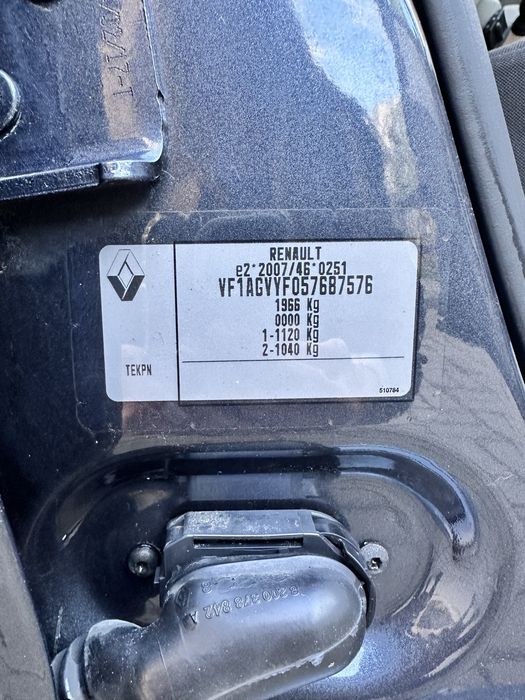 RENAULT
e2*2007/46*0251
VF1AGVYF057687576
1966 Kg
0000 Kg
1-1120 Kg
2-1040 Kg
TEKPN
510784